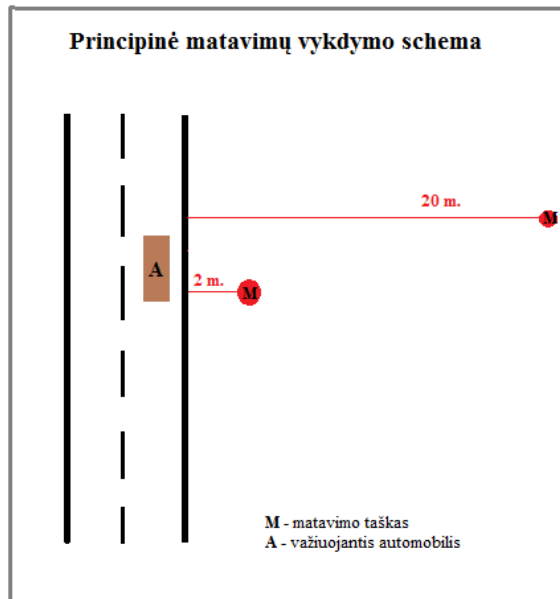 Principinė matavimų vykdymo schema
20 m.
M
A
2 m.
M
M - matavimo taškas
A - važiuojantis automobilis